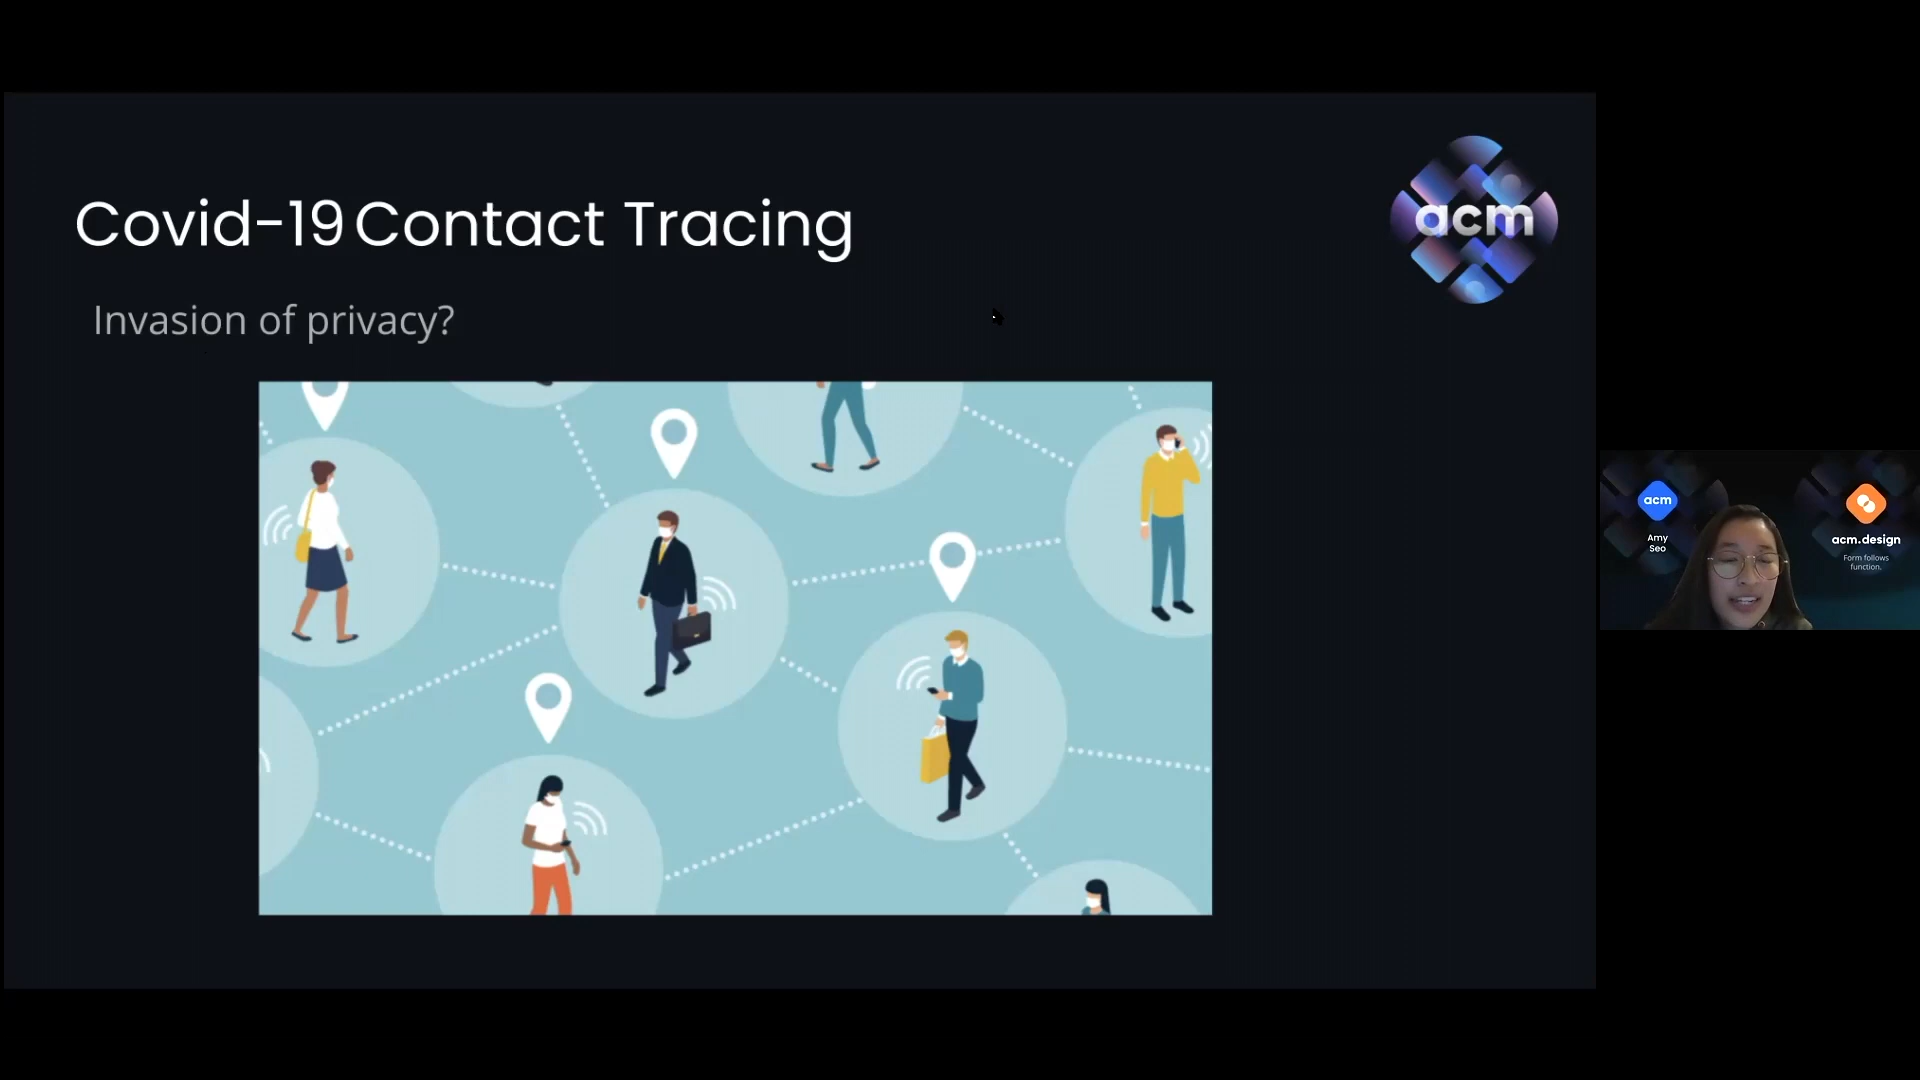 Covid-19 Contact Tracing
acm
Invasion of privacy?
acm
Amy
Seo
acm.design
Form follows
function.